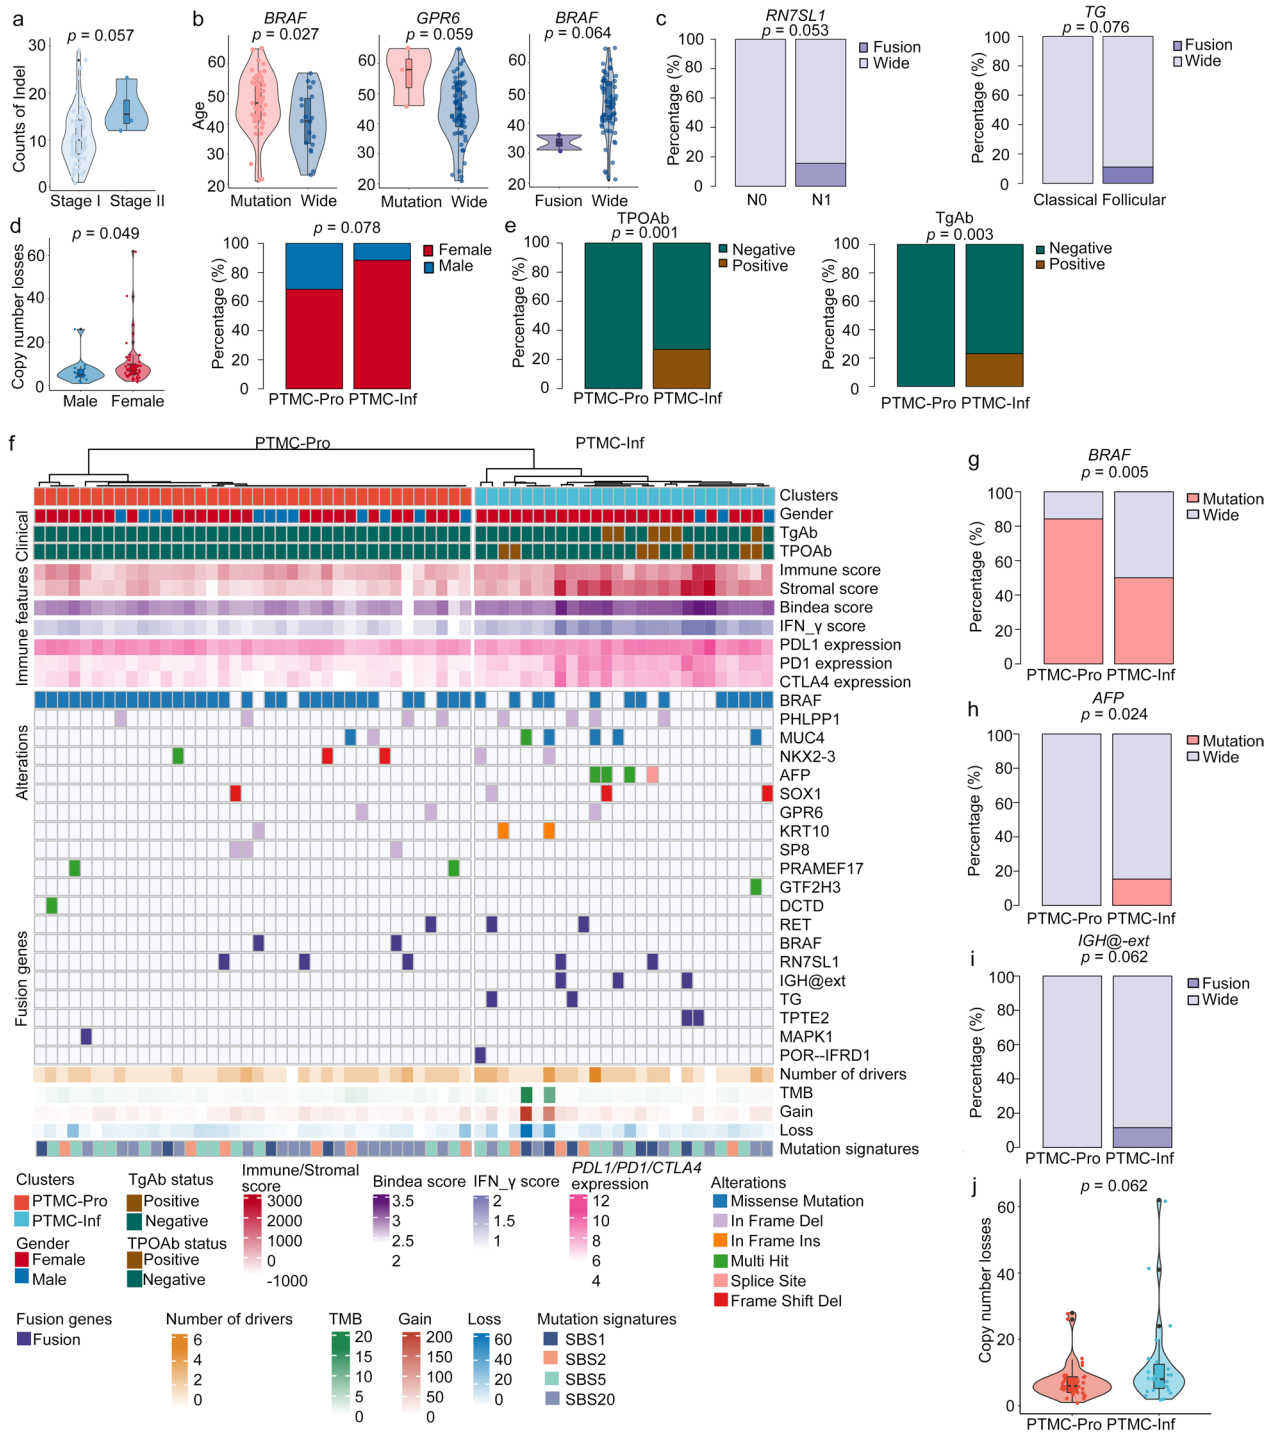 a
p = 0.057
Counts of Indel
30
20
10
0
Stage I Stage II
b
BRAF
p = 0.027
Age
60
50
40
30
20
Mutation Wide
GPR6
p = 0.059
60
50
40
30
20
Mutation Wide
BRAF
p = 0.064
60
50
40
30
20
Fusion Wide
c
RN7SL1
p = 0.053
Percentage (%)
100
80
60
40
20
0
N0 N1
Fusion
Wide
TG
p = 0.076
Percentage (%)
100
80
60
40
20
0
Classical Follicular
Fusion
Wide
d
p = 0.049
Copy number losses
60
40
20
0
Male Female
p = 0.078
Percentage (%)
100
80
60
40
20
0
PTMC-Pro PTMC-Inf
Female
Male
e
TPOAb
p = 0.001
Percentage (%)
100
80
60
40
20
0
PTMC-Pro PTMC-Inf
Negative
Positive
TgAb
p = 0.003
Percentage (%)
100
80
60
40
20
0
PTMC-Pro PTMC-Inf
Negative
Positive
f
PTMC-Pro
PTMC-Inf
Clinical
Immune features
Alterations
Fusion genes
Clusters
Gender
TgAb
TPOAb
Immune score
Stromal score
Bindea score
IFN_γ score
PDL1 expression
PD1 expression
CTLA4 expression
BRAF
PHLPP1
MUC4
NKX2-3
AFP
SOX1
GPR6
KRT10
SP8
PRAMEF17
GTF2H3
DCTD
RET
BRAF
RN7SL1
IGH@ext
TG
TPTE2
MAPK1
POR--IFRD1
Number of drivers
TMB
Gain
Loss
Mutation signatures
Clusters
PTMC-Pro
PTMC-Inf
Gender
Female
Male
TgAb status
Positive
Negative
TPOAb status
Positive
Negative
Immune/Stromal
score
3000
2000
1000
0
-1000
Bindea score
3.5
3
2.5
2
IFN_γ score
2
1.5
1
PDL1/PD1/CTLA4
expression
12
10
8
6
4
Alterations
Missense Mutation
In Frame Del
In Frame Ins
Multi Hit
Splice Site
Frame Shift Del
Fusion genes
Fusion
Number of drivers
6
4
2
0
TMB
20
15
10
5
0
Gain
200
150
100
50
0
Loss
60
40
20
0
Mutation signatures
SBS1
SBS2
SBS5
SBS20
g
BRAF
p = 0.005
Percentage (%)
100
80
60
40
20
0
PTMC-Pro PTMC-Inf
Mutation
Wide
h
AFP
p = 0.024
Percentage (%)
100
80
60
40
20
0
PTMC-Pro PTMC-Inf
Mutation
Wide
i
IGH@-ext
p = 0.062
Percentage (%)
100
80
60
40
20
0
PTMC-Pro PTMC-Inf
Fusion
Wide
j
p = 0.062
Copy number losses
60
40
20
0
PTMC-Pro PTMC-Inf